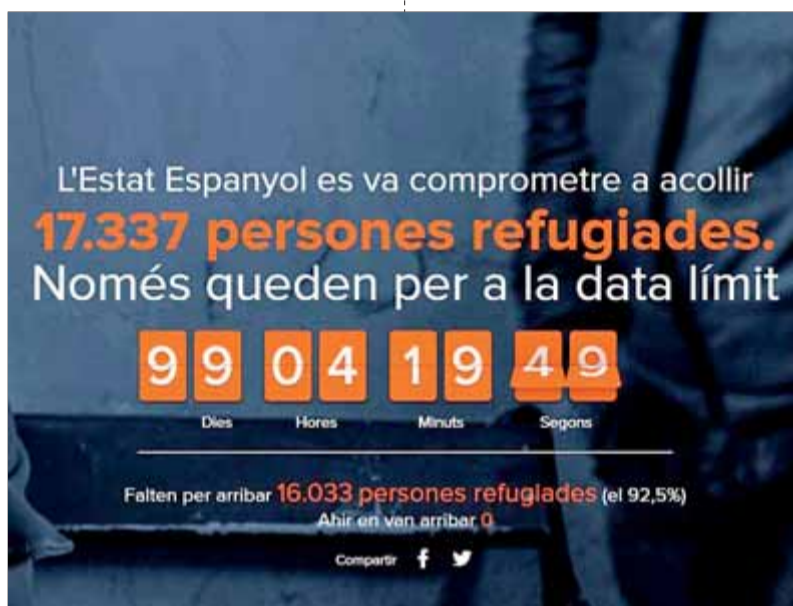 L'Estat Espanyol es va comprometre a acollir
17.337 persones refugiades.
Només queden per a la data límit
99 04 19 49
Dies Hores Minuts Segons
Falten per arribar 16.033 persones refugiades (el 92,5%)
Ahir en van arribar 0
Compartir